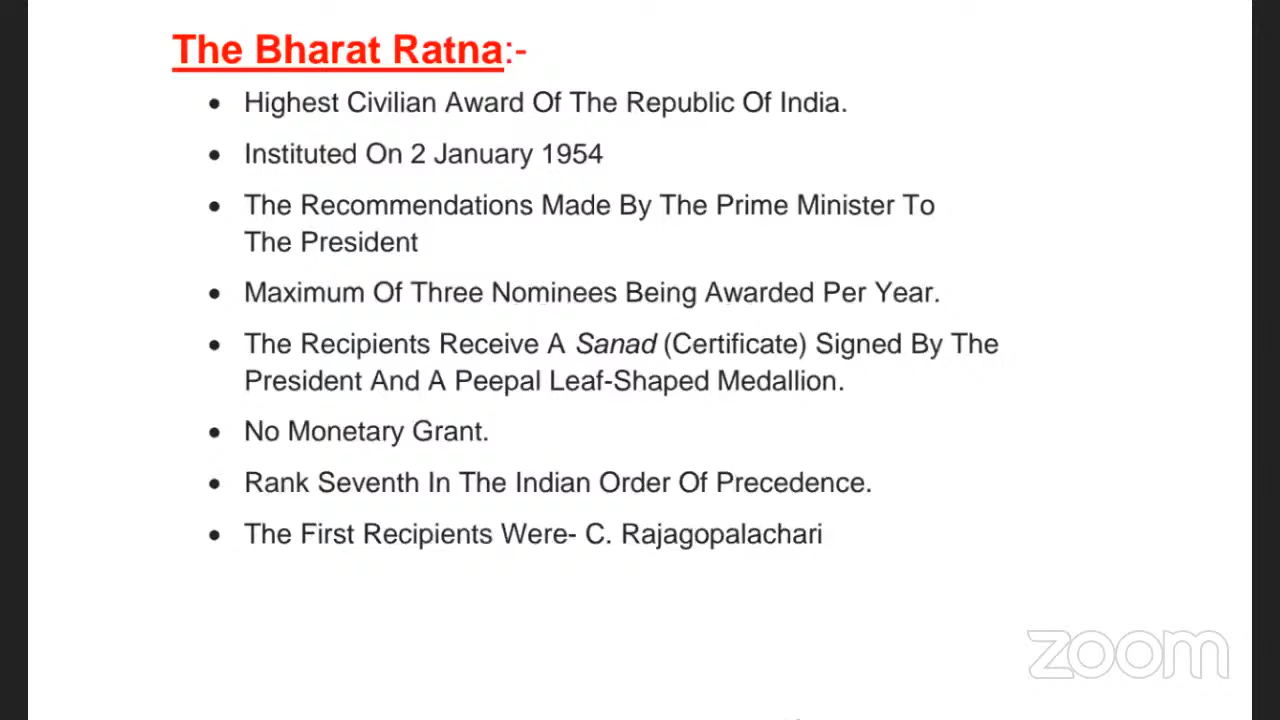 The Bharat Ratna:-
• Highest Civilian Award Of The Republic Of India.
• Instituted On 2 January 1954
• The Recommendations Made By The Prime Minister To
The President
• Maximum Of Three Nominees Being Awarded Per Year.
• The Recipients Receive A Sanad (Certificate) Signed By The
President And A Peepal Leaf-Shaped Medallion.
• No Monetary Grant.
• Rank Seventh In The Indian Order Of Precedence.
• The First Recipients Were- C. Rajagopalachari
zoom